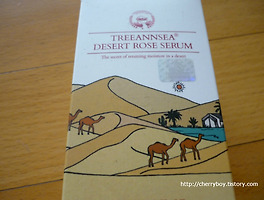 TREEANNSEA®
DESERT ROSE SERUM
The secret of retaining moisture in a desert
http://cherryboy.tistory.com